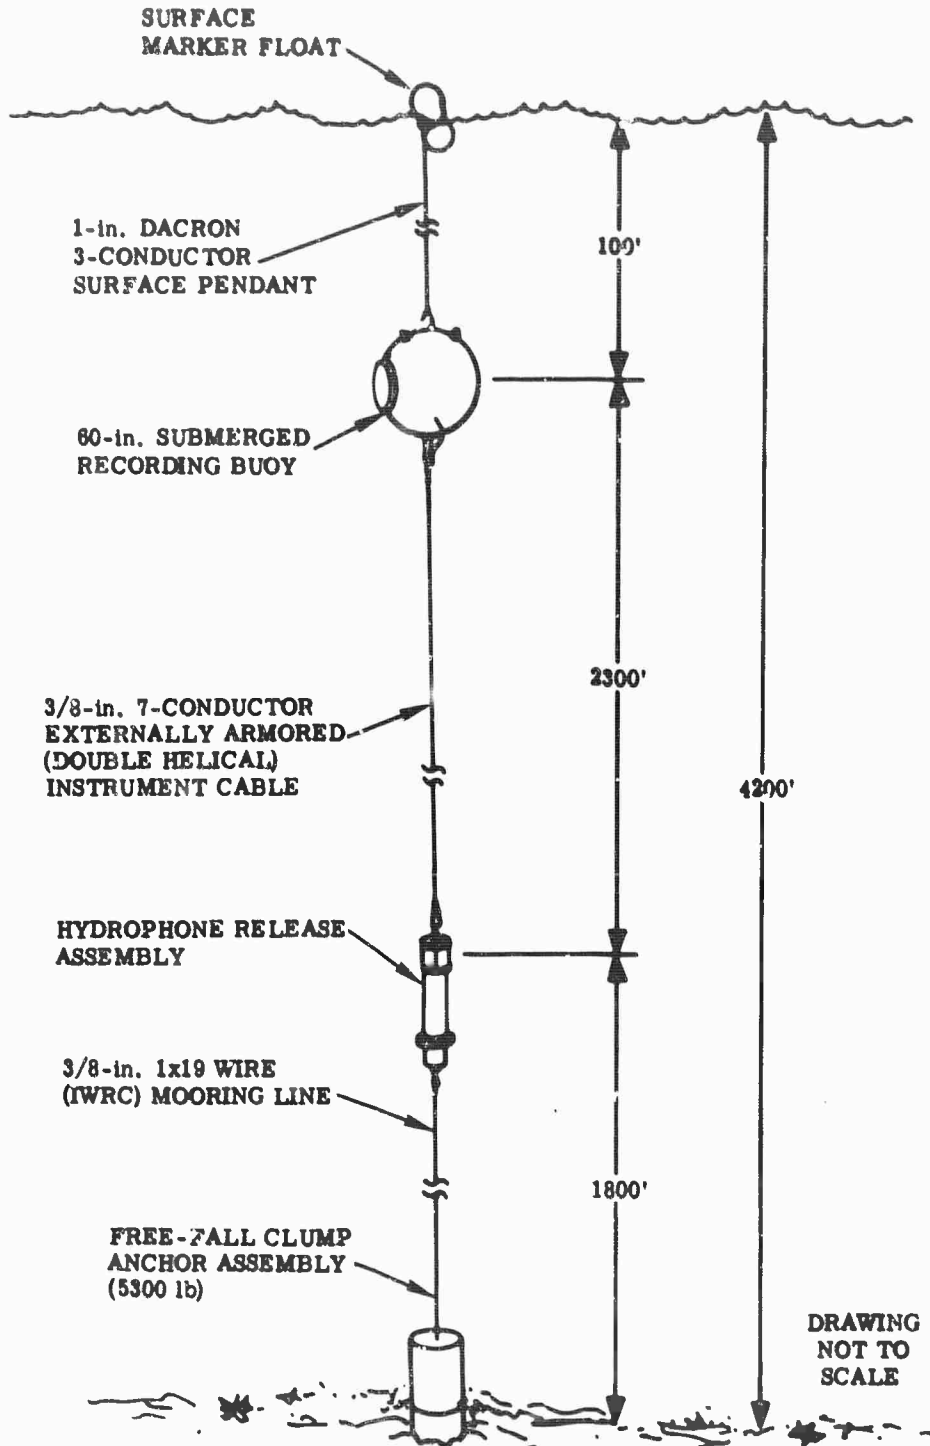 SURFACE
MARKER FLOAT
1-in. DACRON
3-CONDUCTOR
SURFACE PENDANT
100'
60-in. SUBMERGED
RECORDING BUOY
2300'
3/8-in. 7-CONDUCTOR
EXTERNALLY ARMORED
(DOUBLE HELICAL)
INSTRUMENT CABLE
4200'
HYDROPHONE RELEASE
ASSEMBLY
3/8-in. 1x19 WIRE
(IWRC) MOORING LINE
1800'
FREE-FALL CLUMP
ANCHOR ASSEMBLY
(5300 lb)
DRAWING
NOT TO
SCALE